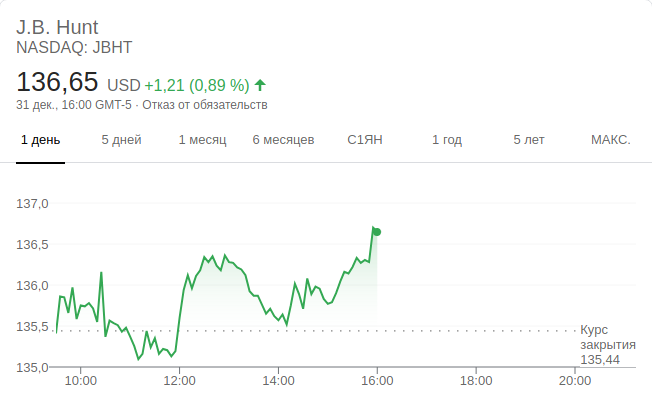 J.B. Hunt
NASDAQ: JBHT
136,65 USD +1,21 (0,89 %)
31 дек., 16:00 GMT-5 · Отказ от обязательств
1 день 5 дней 1 месяц 6 месяцев С1ЯН 1 год 5 лет МАКС.
137,0
136,5
136,0
135,5
Курс
закрытия
135,44
135,0
10:00 12:00 14:00 16:00 18:00 20:00